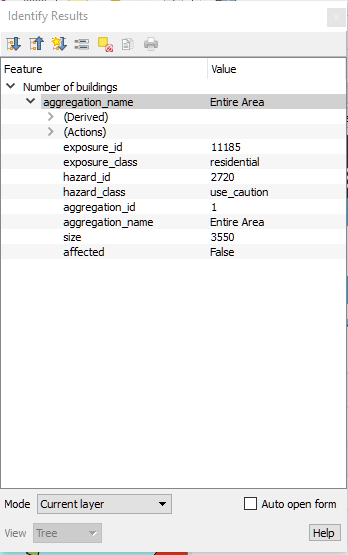 Identify Results
Feature Value
Number of buildings
aggregation_name Entire Area
(Derived)
(Actions)
exposure_id 11185
exposure_class residential
hazard_id 2720
hazard_class use_caution
aggregation_id 1
aggregation_name Entire Area
size 3550
affected False
Mode Current layer Auto open form
View Tree Help